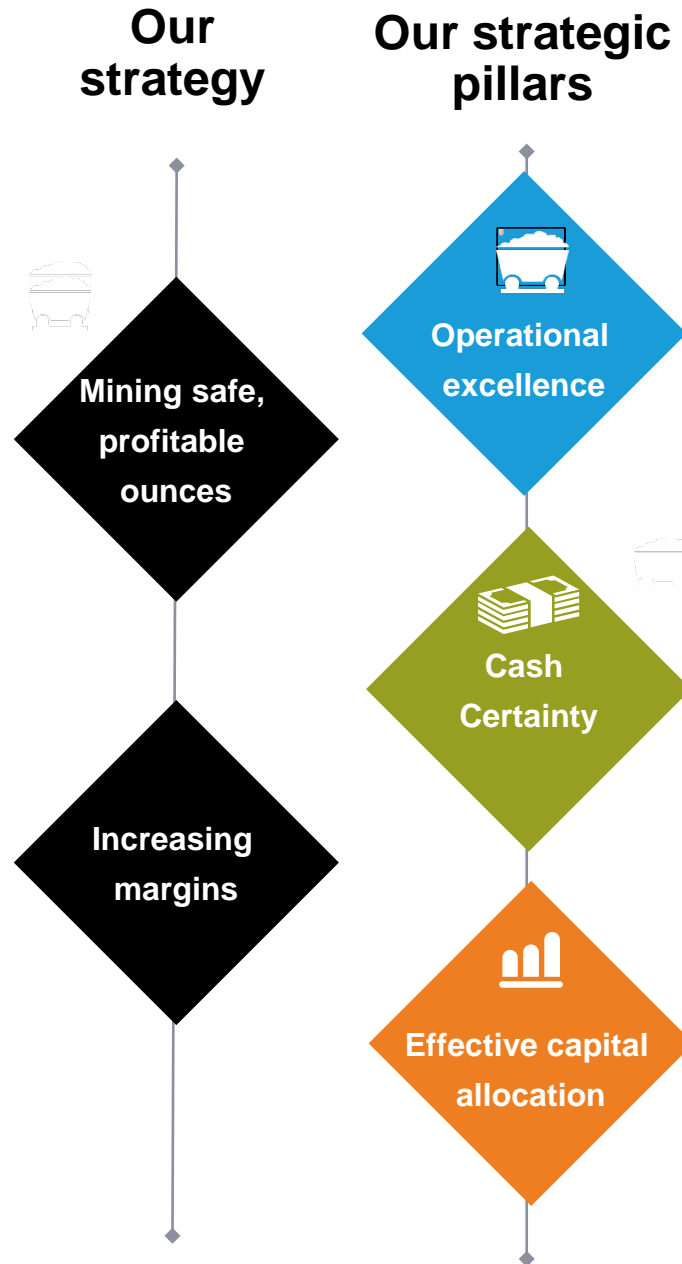 Our
strategy
Mining safe,
profitable
ounces
Increasing
margins
Our strategic
pillars
Operational
excellence
Cash
Certainty
Effective capital
allocation